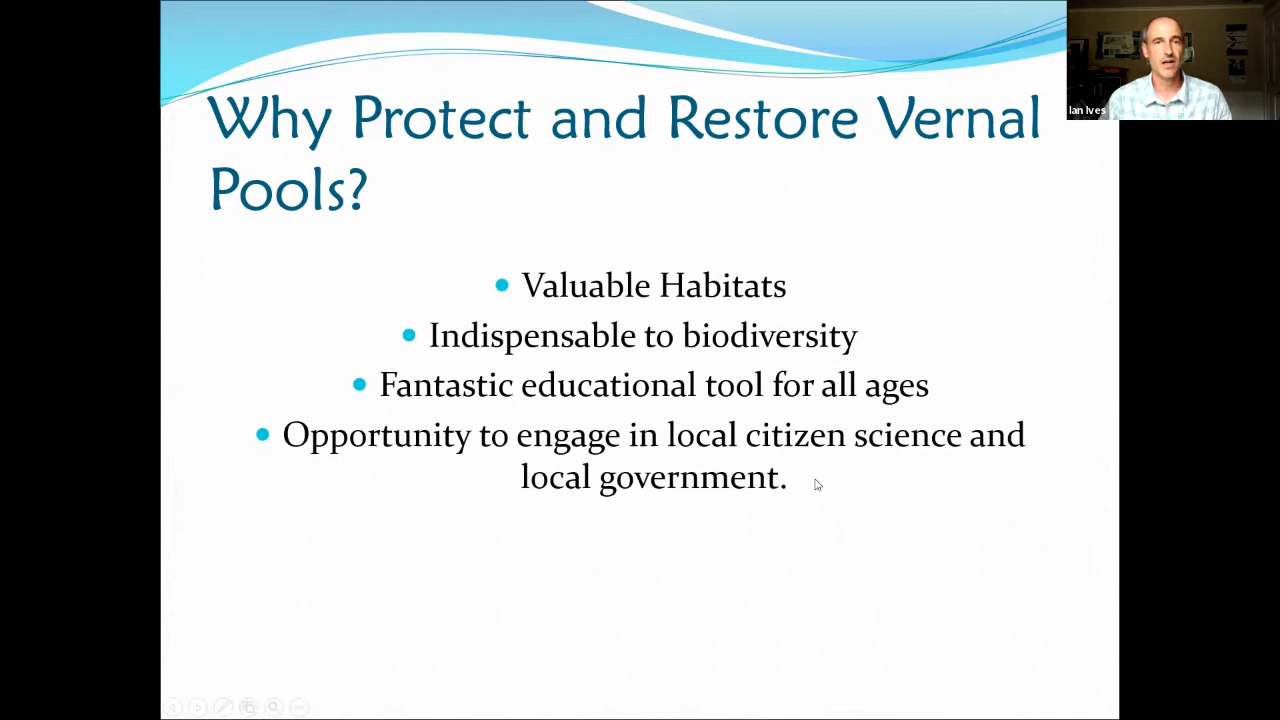 Why Protect and Restore Vernal
Pools?
Ian Ives
• Valuable Habitats
• Indispensable to biodiversity
• Fantastic educational tool for all ages
• Opportunity to engage in local citizen science and
local government.